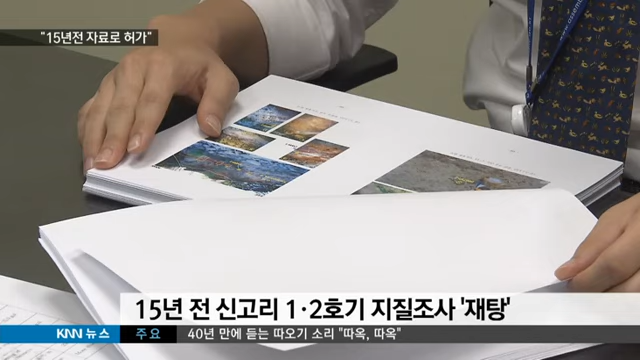 "15년전 자료로 허가"
15년 전 신고리 1·2호기 지질조사 '재탕'
KNN 뉴스 주요 40년 만에 듣는 따오기 소리 "따옥, 따옥"